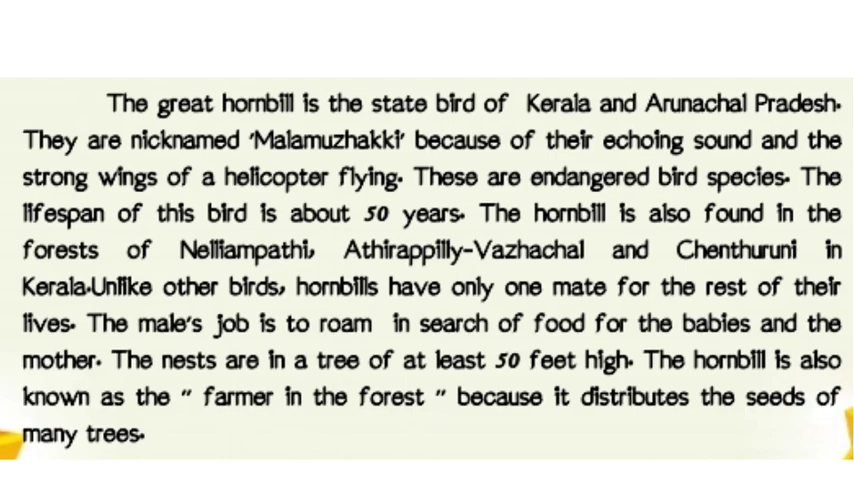 The great hornbill is the state bird of Kerala and Arunachal Pradesh.
They are nicknamed 'Malamuzhakki' because of their echoing sound and the
strong wings of a helicopter flying. These are endangered bird species. The
lifespan of this bird is about 50 years. The hornbill is also found in the
forests of Nelliampathi, Athirappilly-Vazhachal and Chenthuruni in
Kerala.Unlike other birds, hornbills have only one mate for the rest of their
lives. The male's job is to roam in search of food for the babies and the
mother. The nests are in a tree of at least 50 feet high. The hornbill is also
known as the " farmer in the forest " because it distributes the seeds of
many trees.